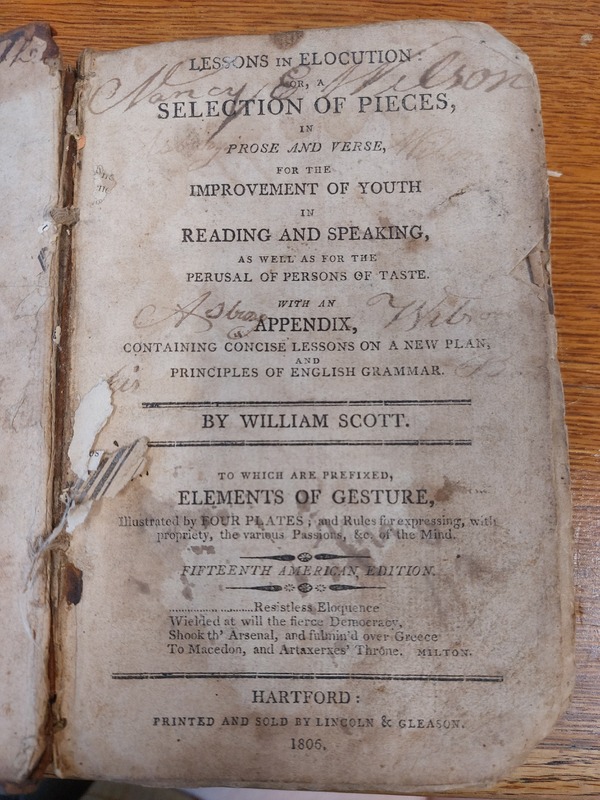 LESSONS IN ELOCUTION:
OR, A
Nancy E Wilson
SELECTION OF PIECES,
IN
PROSE AND VERSE,
FOR THE
IMPROVEMENT OF YOUTH
IN
READING AND SPEAKING,
AS WELL AS FOR THE
PERUSAL OF PERSONS OF TASTE.
WITH AN
APPENDIX,
CONTAINING CONCISE LESSONS ON A NEW PLAN,
AND
PRINCIPLES OF ENGLISH GRAMMAR.
BY WILLIAM SCOTT.
TO WHICH ARE PREFIXED,
ELEMENTS OF GESTURE,
Illustrated by FOUR PLATES; and Rules for expressing, with
propriety, the various Passions, &c. of the Mind.
FIFTEENTH AMERICAN EDITION.
......................Resistless Eloquence
Wielded at will the fierce Democracy,
Shook th' Arsenal, and fulmin'd over Greece
To Macedon, and Artaxerxes' Throne. MILTON.
HARTFORD:
PRINTED AND SOLD BY LINCOLN & GLEASON.
1806.